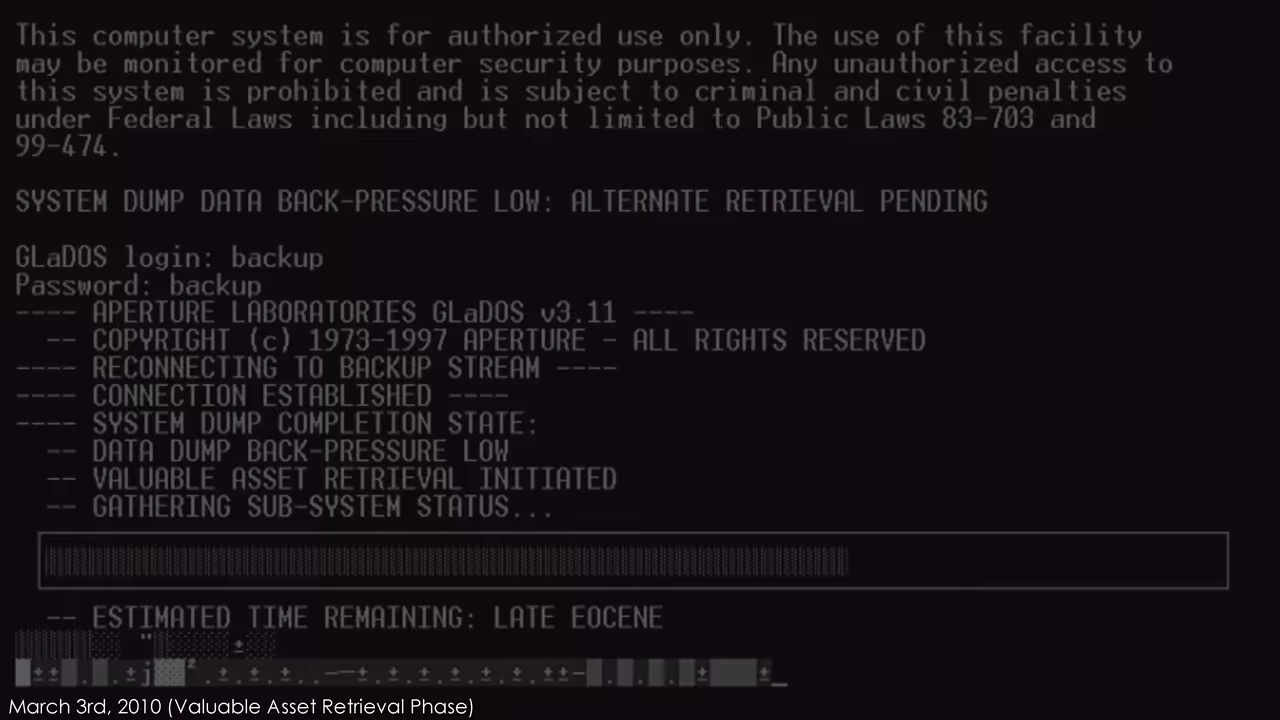 This computer system is for authorized use only. The use of this facility
may be monitored for computer security purposes. Any unauthorized access to
this system is prohibited and is subject to criminal and civil penalties
under Federal Laws including but not limited to Public Laws 83-703 and
99-474.
SYSTEM DUMP DATA BACK-PRESSURE LOW: ALTERNATE RETRIEVAL PENDING
GLaDOS login: backup
Password: backup
---- APERTURE LABORATORIES GLaDOS v3.11 ----
-- COPYRIGHT (c) 1973-1997 APERTURE - ALL RIGHTS RESERVED
---- RECONNECTING TO BACKUP STREAM ----
---- CONNECTION ESTABLISHED ----
---- SYSTEM DUMP COMPLETION STATE:
-- DATA DUMP BACK-PRESSURE LOW
-- VALUABLE ASSET RETRIEVAL INITIATED
-- GATHERING SUB-SYSTEM STATUS...
-- ESTIMATED TIME REMAINING: LATE EOCENE
March 3rd, 2010 (Valuable Asset Retrieval Phase)